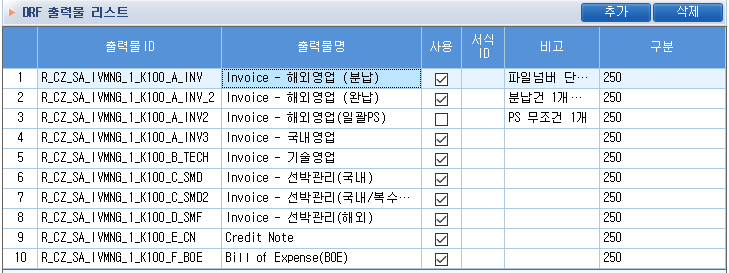 DRF 출력물 리스트 추가 삭제
출력물 ID 출력물명 사용 서식 ID 비고 구분
1 R_CZ_SA_IVMNG_1_K100_A_INV Invoice - 해외영업 (분납) 파일넘버 단… 250
2 R_CZ_SA_IVMNG_1_K100_A_INV_2 Invoice - 해외영업 (완납) 분납건 1개… 250
3 R_CZ_SA_IVMNG_1_K100_A_INV2 Invoice - 해외영업(일괄PS) PS 무조건 1개 250
4 R_CZ_SA_IVMNG_1_K100_A_INV3 Invoice - 국내영업 250
5 R_CZ_SA_IVMNG_1_K100_B_TECH Invoice - 기술영업 250
6 R_CZ_SA_IVMNG_1_K100_C_SMD Invoice - 선박관리(국내) 250
7 R_CZ_SA_IVMNG_1_K100_C_SMD2 Invoice - 선박관리(국내/복수… 250
8 R_CZ_SA_IVMNG_1_K100_D_SMF Invoice - 선박관리(해외) 250
9 R_CZ_SA_IVMNG_1_K100_E_CN Credit Note 250
10 R_CZ_SA_IVMNG_1_K100_F_BOE Bill of Expense(BOE) 250